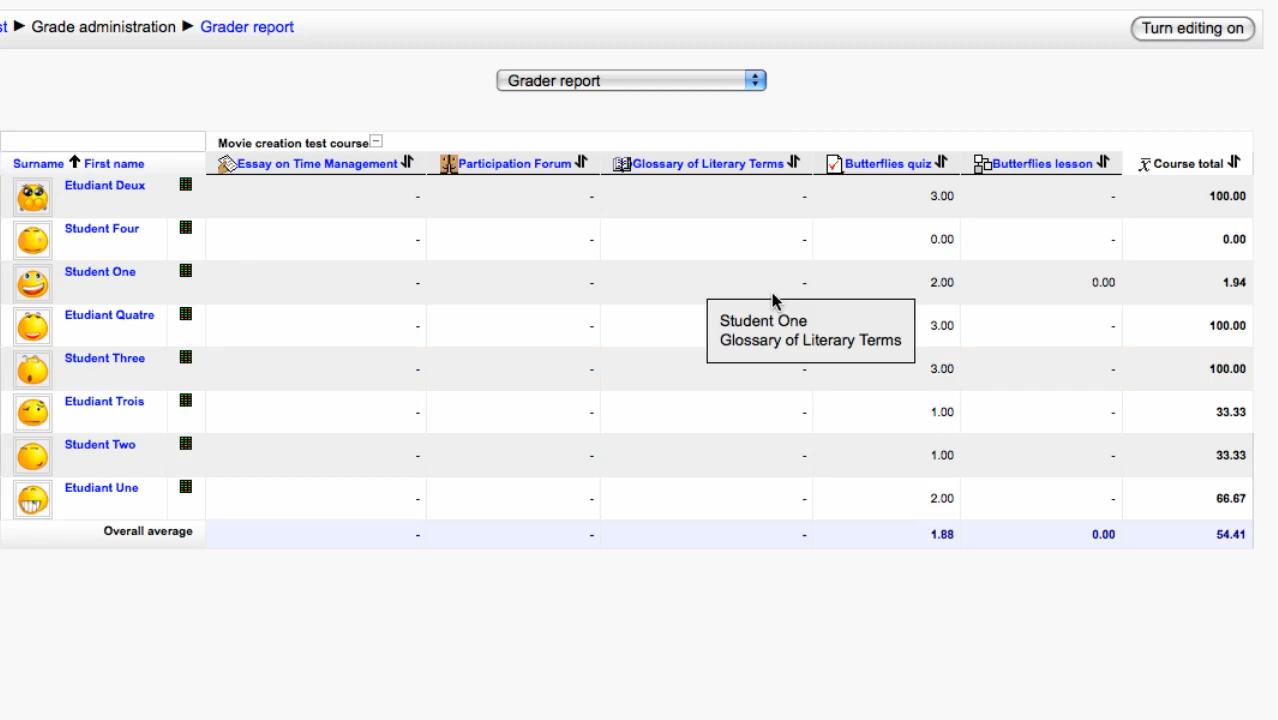 st ► Grade administration ► Grader report Turn editing on
Grader report
Movie creation test course
Surname First name Essay on Time Management Participation Forum Glossary of Literary Terms Butterflies quiz Butterflies lesson x̅ Course total
Etudiant Deux - - - 3.00 - 100.00
Student Four - - - 0.00 - 0.00
Student One - - - 2.00 0.00 1.94
Student One
Glossary of Literary Terms
Etudiant Quatre - - 3.00 - 100.00
Student Three - - - 3.00 - 100.00
Etudiant Trois - - - 1.00 - 33.33
Student Two - - - 1.00 - 33.33
Etudiant Une - - - 2.00 - 66.67
Overall average - - - 1.88 0.00 54.41